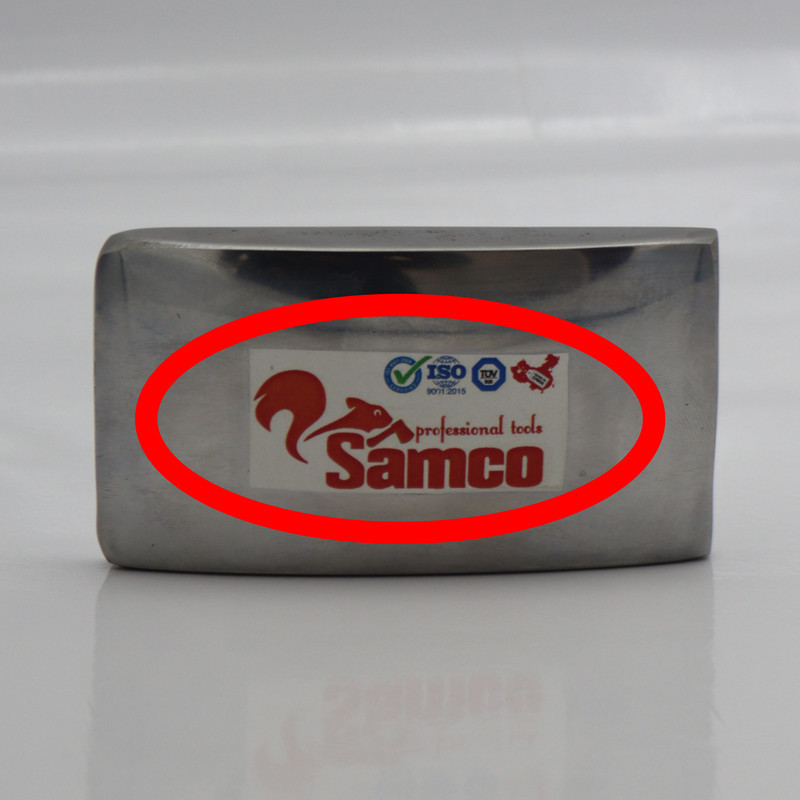 ISO
9001:2015
TÜV
professional tools
Samco